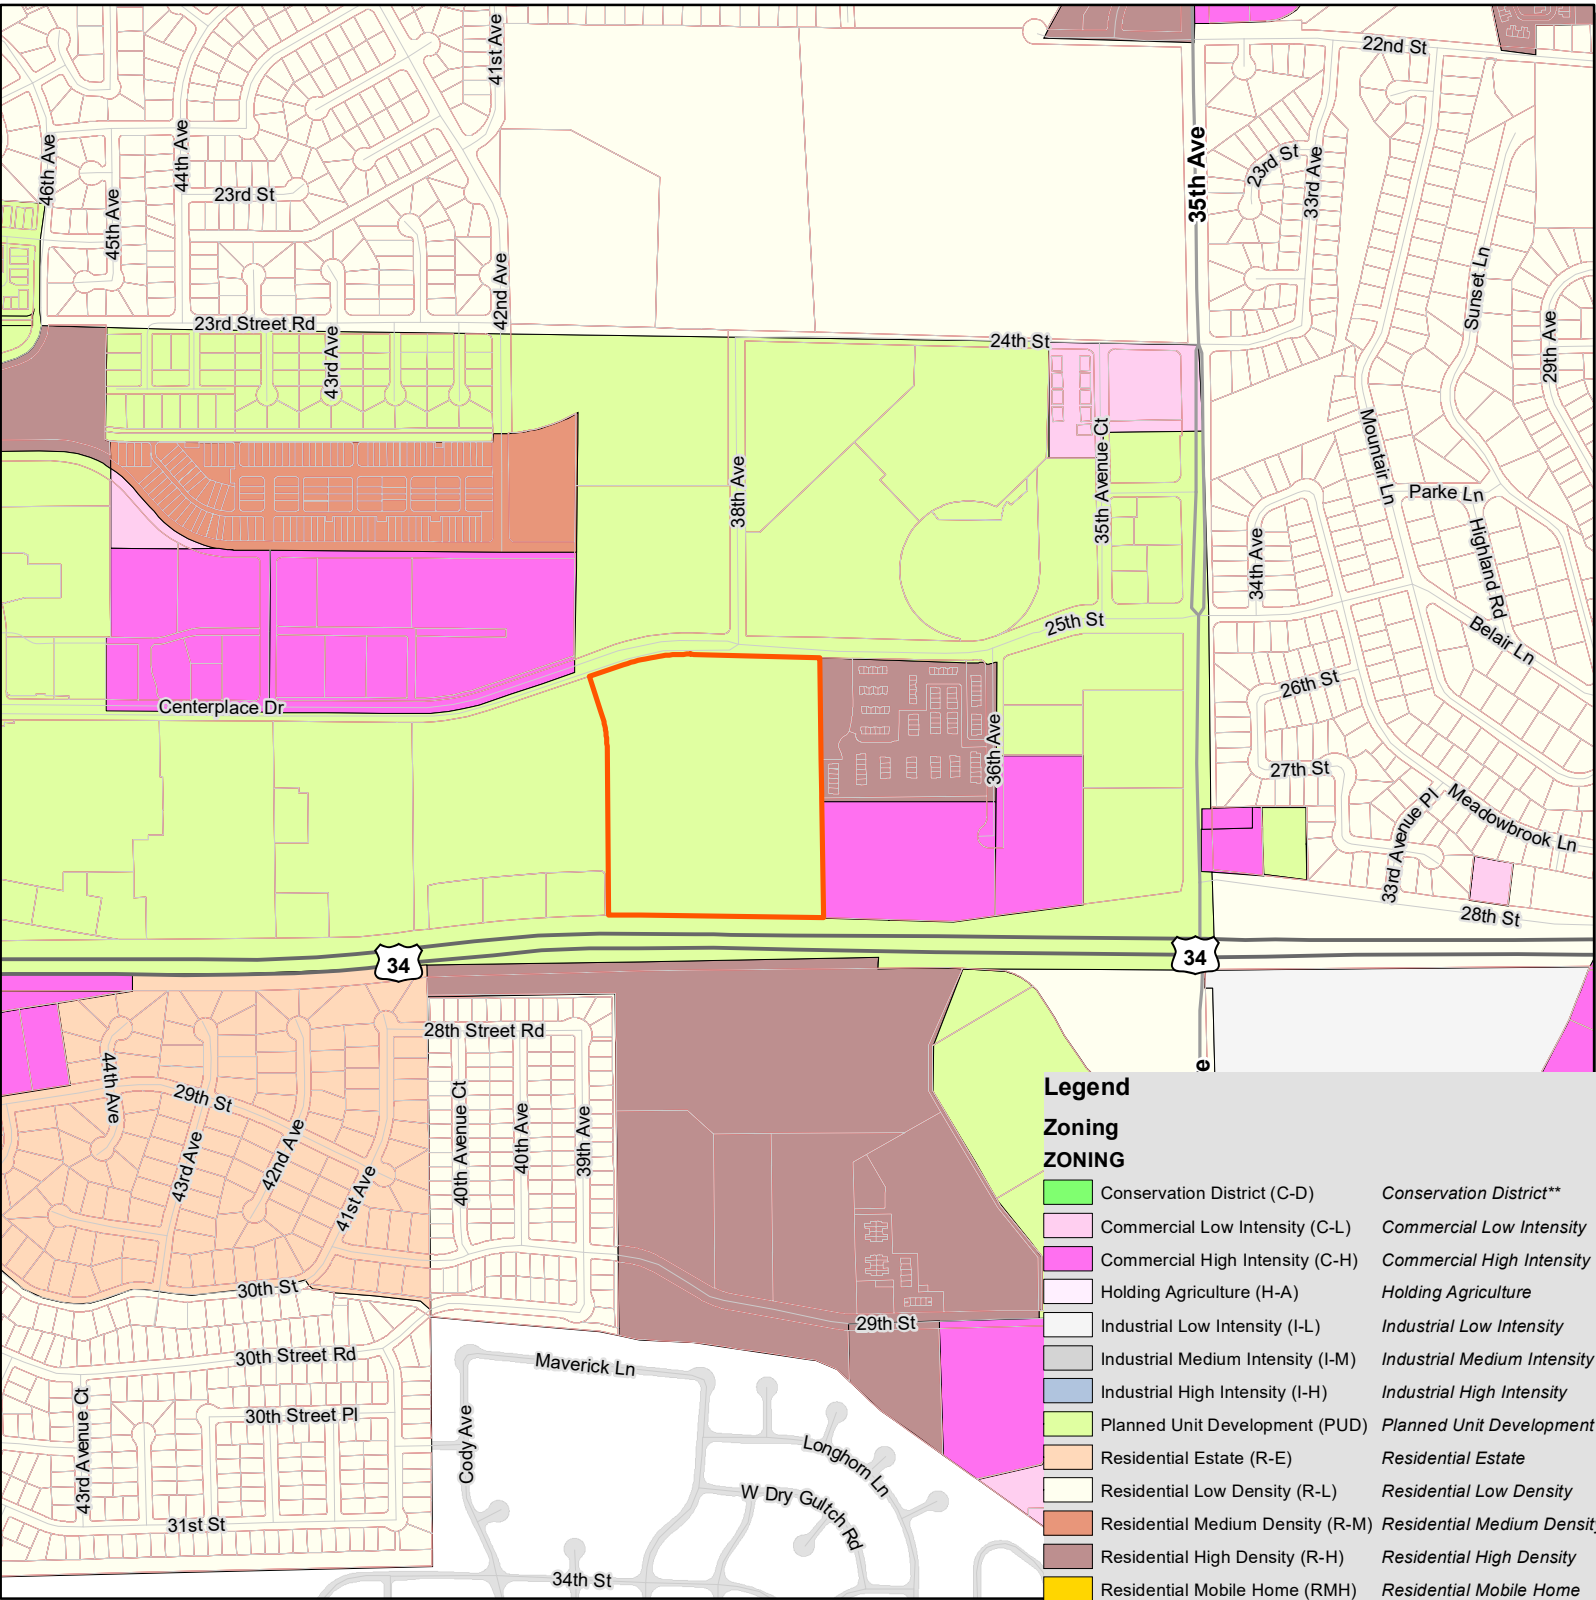 41st Ave
22nd St
46th Ave
44th Ave
35th Ave
23rd St
33rd Ave
45th Ave
23rd St
Sunset Ln
42nd Ave
23rd Street Rd
24th St
29th Ave
43rd Ave
Mountair Ln
35th Avenue Ct
38th Ave
Parke Ln
34th Ave
Highland Rd
25th St
Belair Ln
26th St
Centerplace Dr
36th Ave
27th St
33rd Avenue Pl
Meadowbrook Ln
28th St
34
34
28th Street Rd
44th Ave
29th St
40th Avenue Ct
40th Ave
39th Ave
43rd Ave
42nd Ave
41st Ave
30th St
29th St
30th Street Rd
Maverick Ln
43rd Avenue Ct
30th Street Pl
Cody Ave
Longhorn Ln
W Dry Gultch Rd
31st St
34th St
e
Legend
Zoning
ZONING
Conservation District (C-D) Conservation District**
Commercial Low Intensity (C-L) Commercial Low Intensity
Commercial High Intensity (C-H) Commercial High Intensity
Holding Agriculture (H-A) Holding Agriculture
Industrial Low Intensity (I-L) Industrial Low Intensity
Industrial Medium Intensity (I-M) Industrial Medium Intensity
Industrial High Intensity (I-H) Industrial High Intensity
Planned Unit Development (PUD) Planned Unit Development
Residential Estate (R-E) Residential Estate
Residential Low Density (R-L) Residential Low Density
Residential Medium Density (R-M) Residential Medium Density
Residential High Density (R-H) Residential High Density
Residential Mobile Home (RMH) Residential Mobile Home